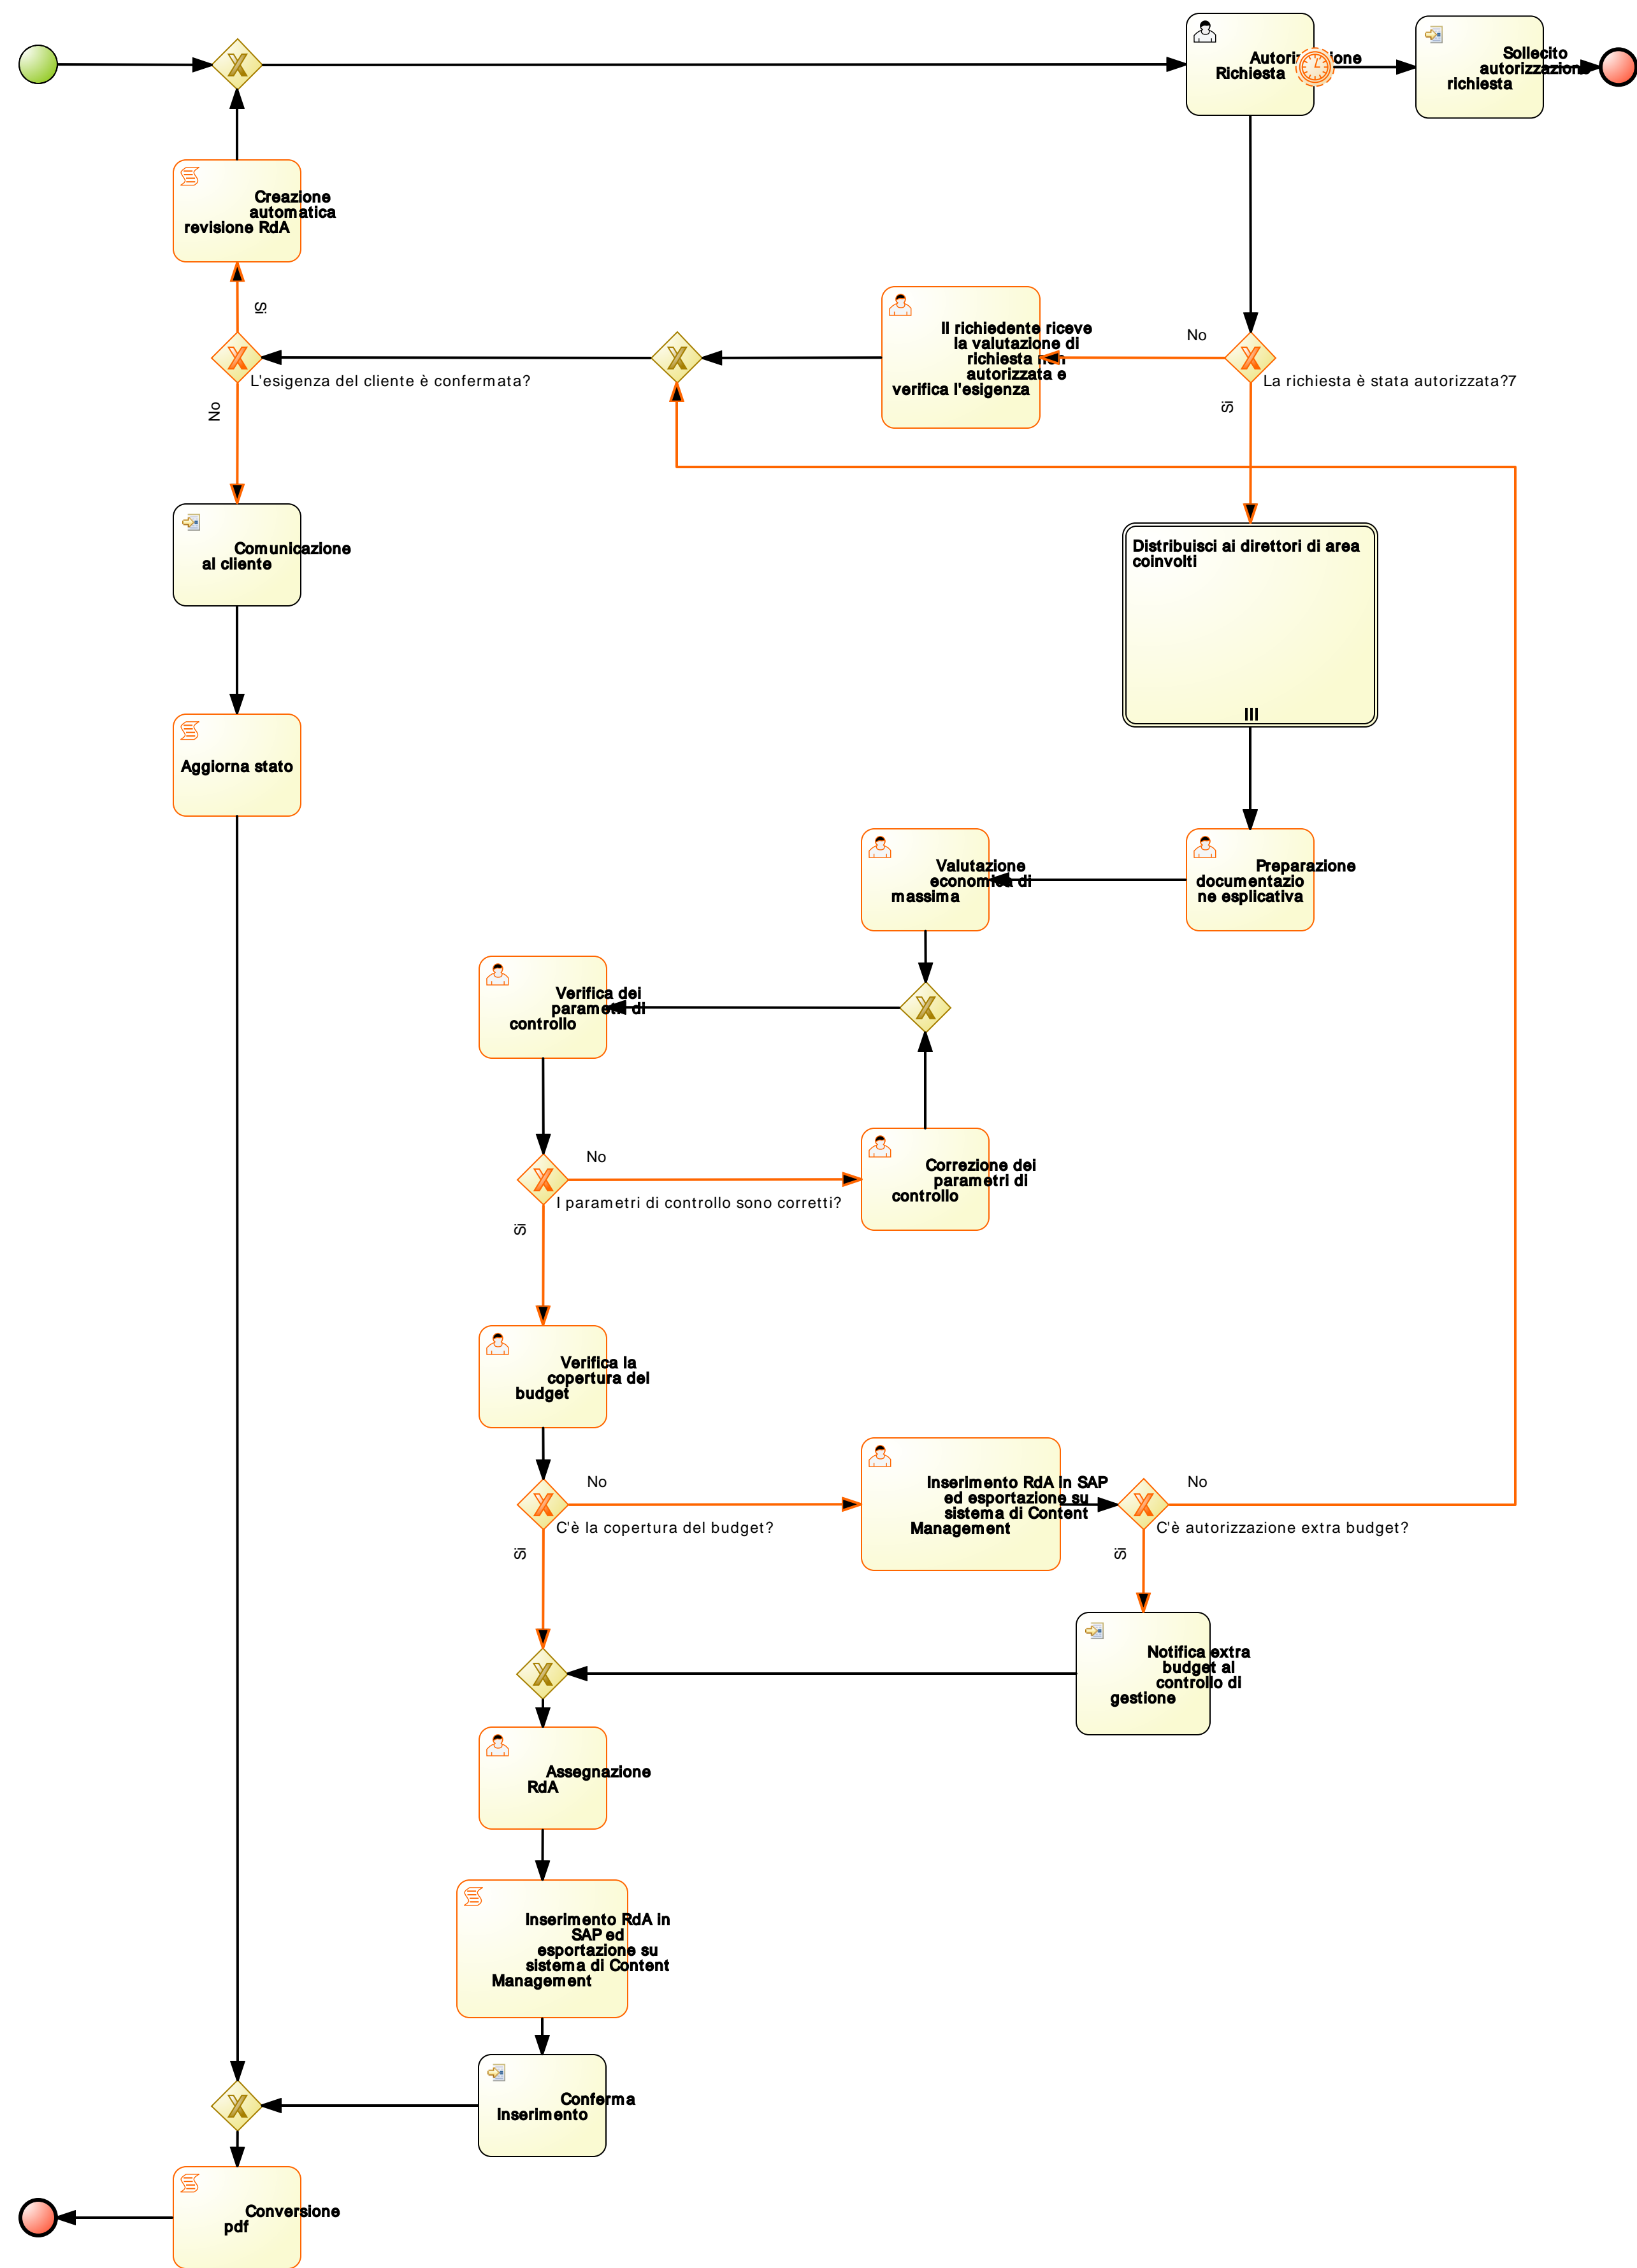 Autorizzazione
Richiesta
Sollecito
autorizzazione
richiesta
Creazione
automatica
revisione RdA
Si
Il richiedente riceve
la valutazione di
richiesta non
autorizzata e
verifica l'esigenza
No
L'esigenza del cliente è confermata?
La richiesta è stata autorizzata?7
No
Si
Comunicazione
al cliente
Distribuisci ai direttori di area
coinvolti
Aggiorna stato
Valutazione
economica di
massima
Preparazione
documentazio
ne esplicativa
Verifica dei
parametri di
controllo
No
Correzione dei
parametri di
controllo
I parametri di controllo sono corretti?
Si
Verifica la
copertura del
budget
No
Inserimento RdA in SAP
ed esportazione su
sistema di Content
Management
No
C'è la copertura del budget?
C'è autorizzazione extra budget?
Si
Si
Notifica extra
budget al
controllo di
gestione
Assegnazione
RdA
Inserimento RdA in
SAP ed
esportazione su
sistema di Content
Management
Conferma
Inserimento
Conversione
pdf